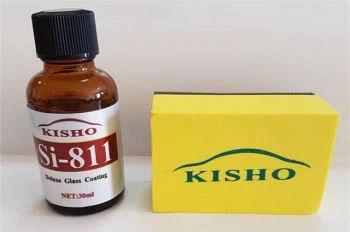 KISHO
Si-811
Deluxe Glass Coating
NET:30ml
KISHO